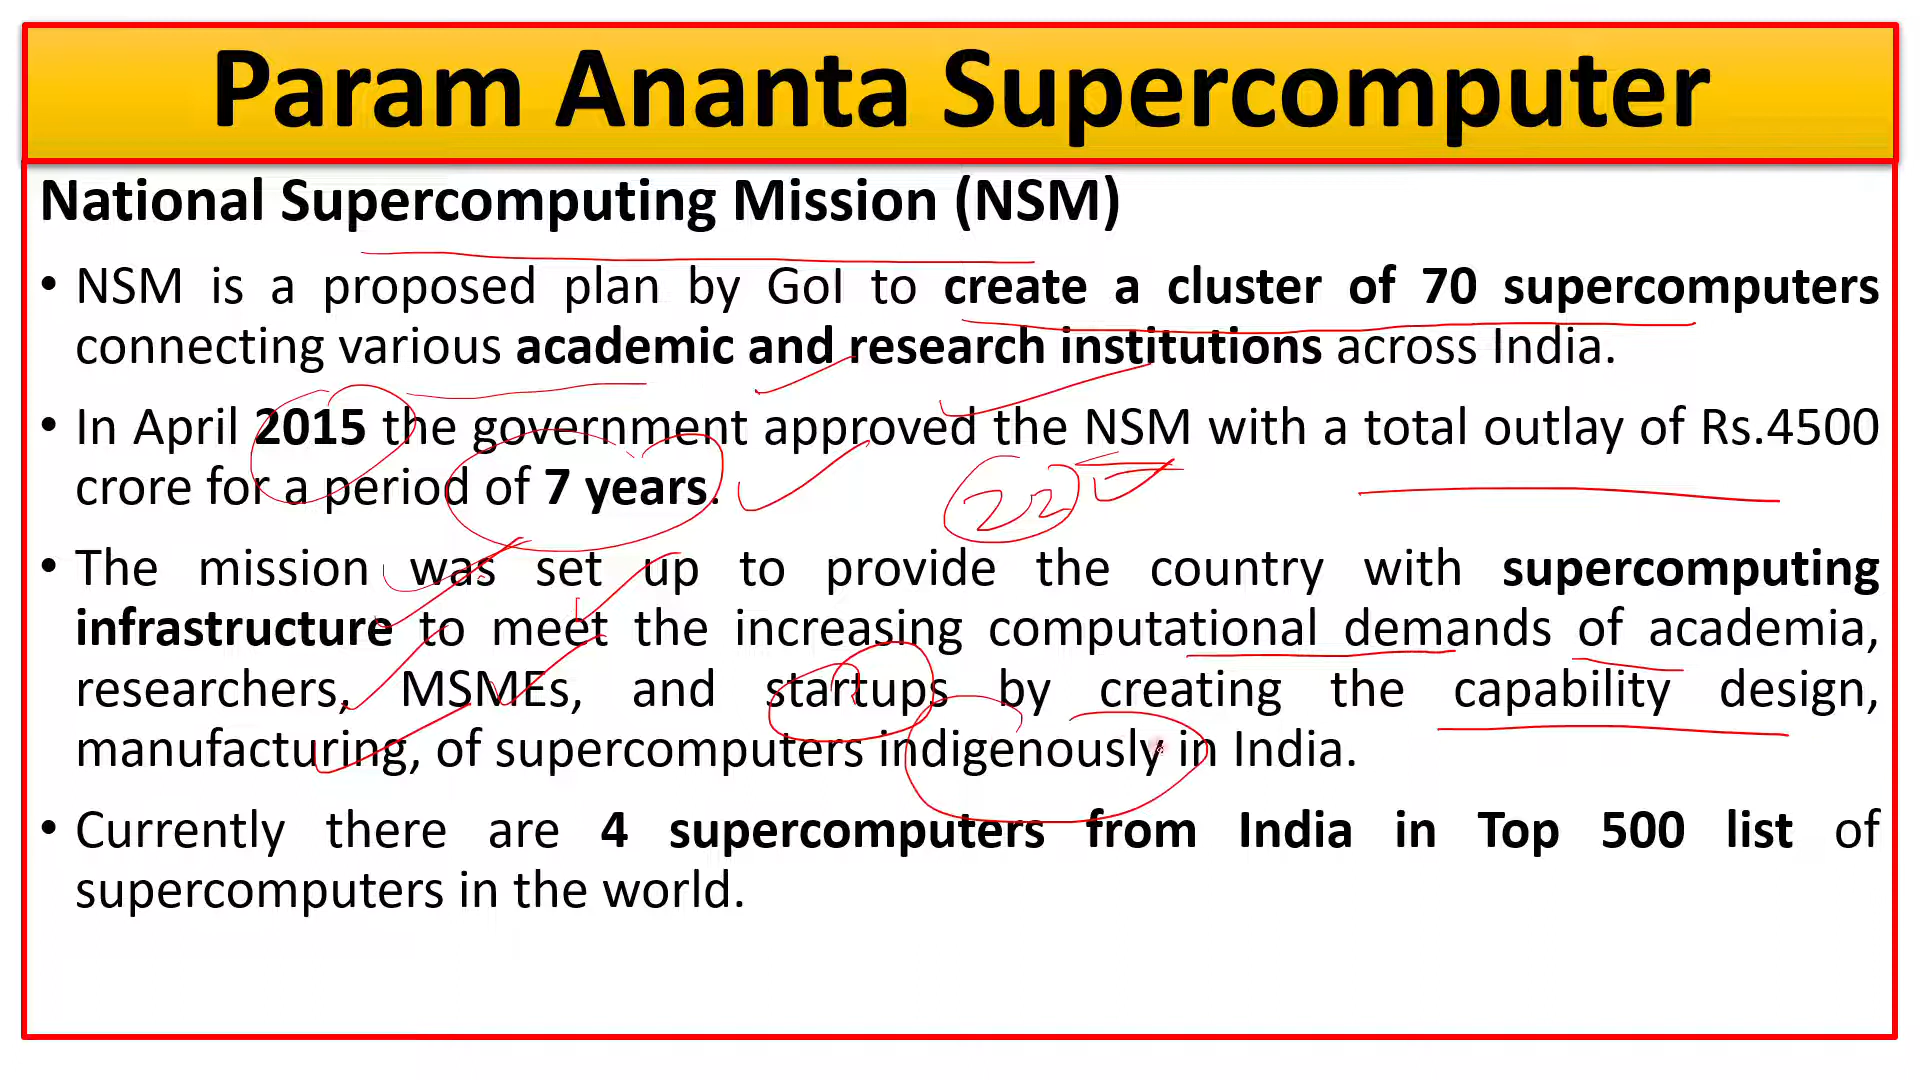 Param Ananta Supercomputer
National Supercomputing Mission (NSM)
• NSM is a proposed plan by GoI to create a cluster of 70 supercomputers
connecting various academic and research institutions across India.
• In April 2015 the government approved the NSM with a total outlay of Rs.4500
crore for a period of 7 years.
22
• The mission was set up to provide the country with supercomputing
infrastructure to meet the increasing computational demands of academia,
researchers, MSMEs, and startups by creating the capability design,
manufacturing, of supercomputers indigenously in India.
• Currently there are 4 supercomputers from India in Top 500 list of
supercomputers in the world.